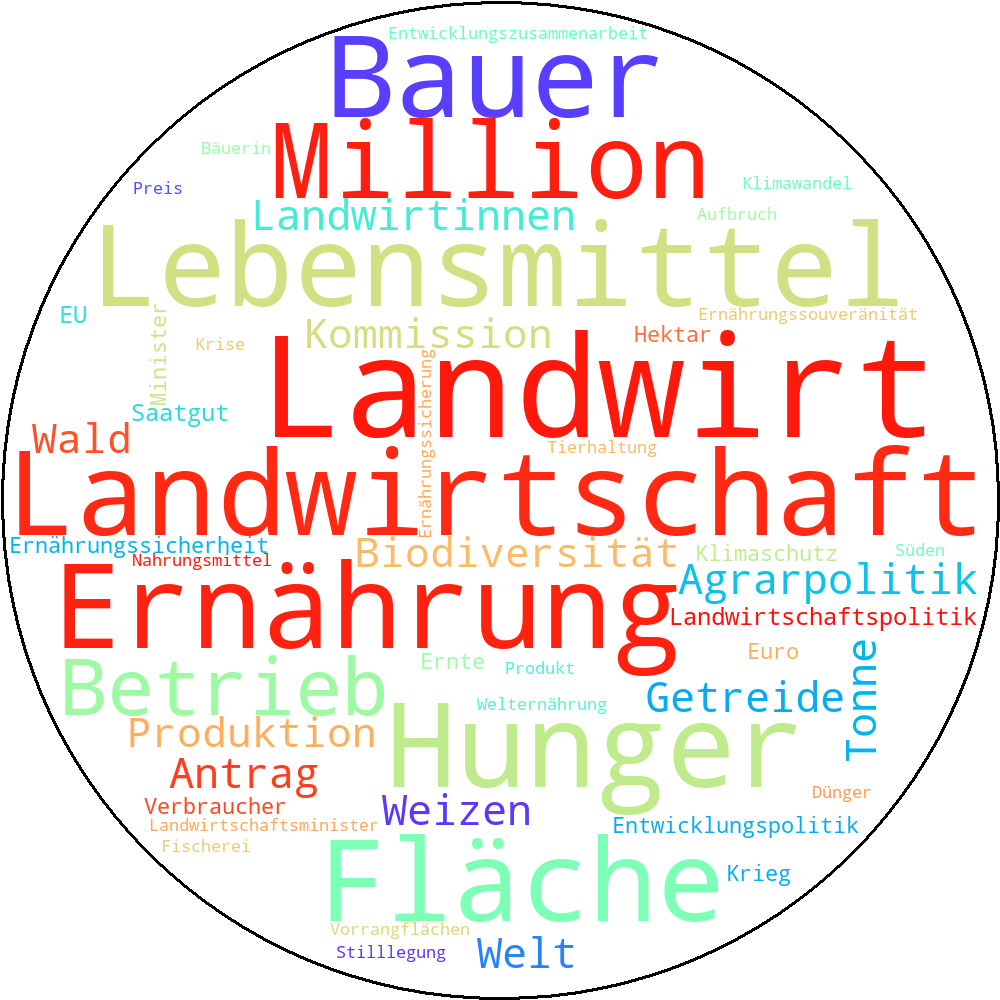 Entwicklungszusammenarbeit
Bauer
Million
Bäuerin
Preis
Klimawandel
Landwirtinnen
Aufbruch
Lebensmittel
EU
Minister
Ernährungssouveränität
Kommission
Hektar
Krise
Landwirt
Ernährungssicherung
Saatgut
Wald
Tierhaltung
Landwirtschaft
Ernährungssicherheit
Biodiversität
Klimaschutz
Süden
Nahrungsmittel
Ernährung
Agrarpolitik
Landwirtschaftspolitik
Betrieb
Ernte
Produkt
Euro
Tonne
Getreide
Welternährung
Produktion
Hunger
Antrag
Verbraucher
Weizen
Dünger
Landwirtschaftsminister
Entwicklungspolitik
Fischerei
Fläche
Krieg
Vorrangflächen
Stilllegung
Welt